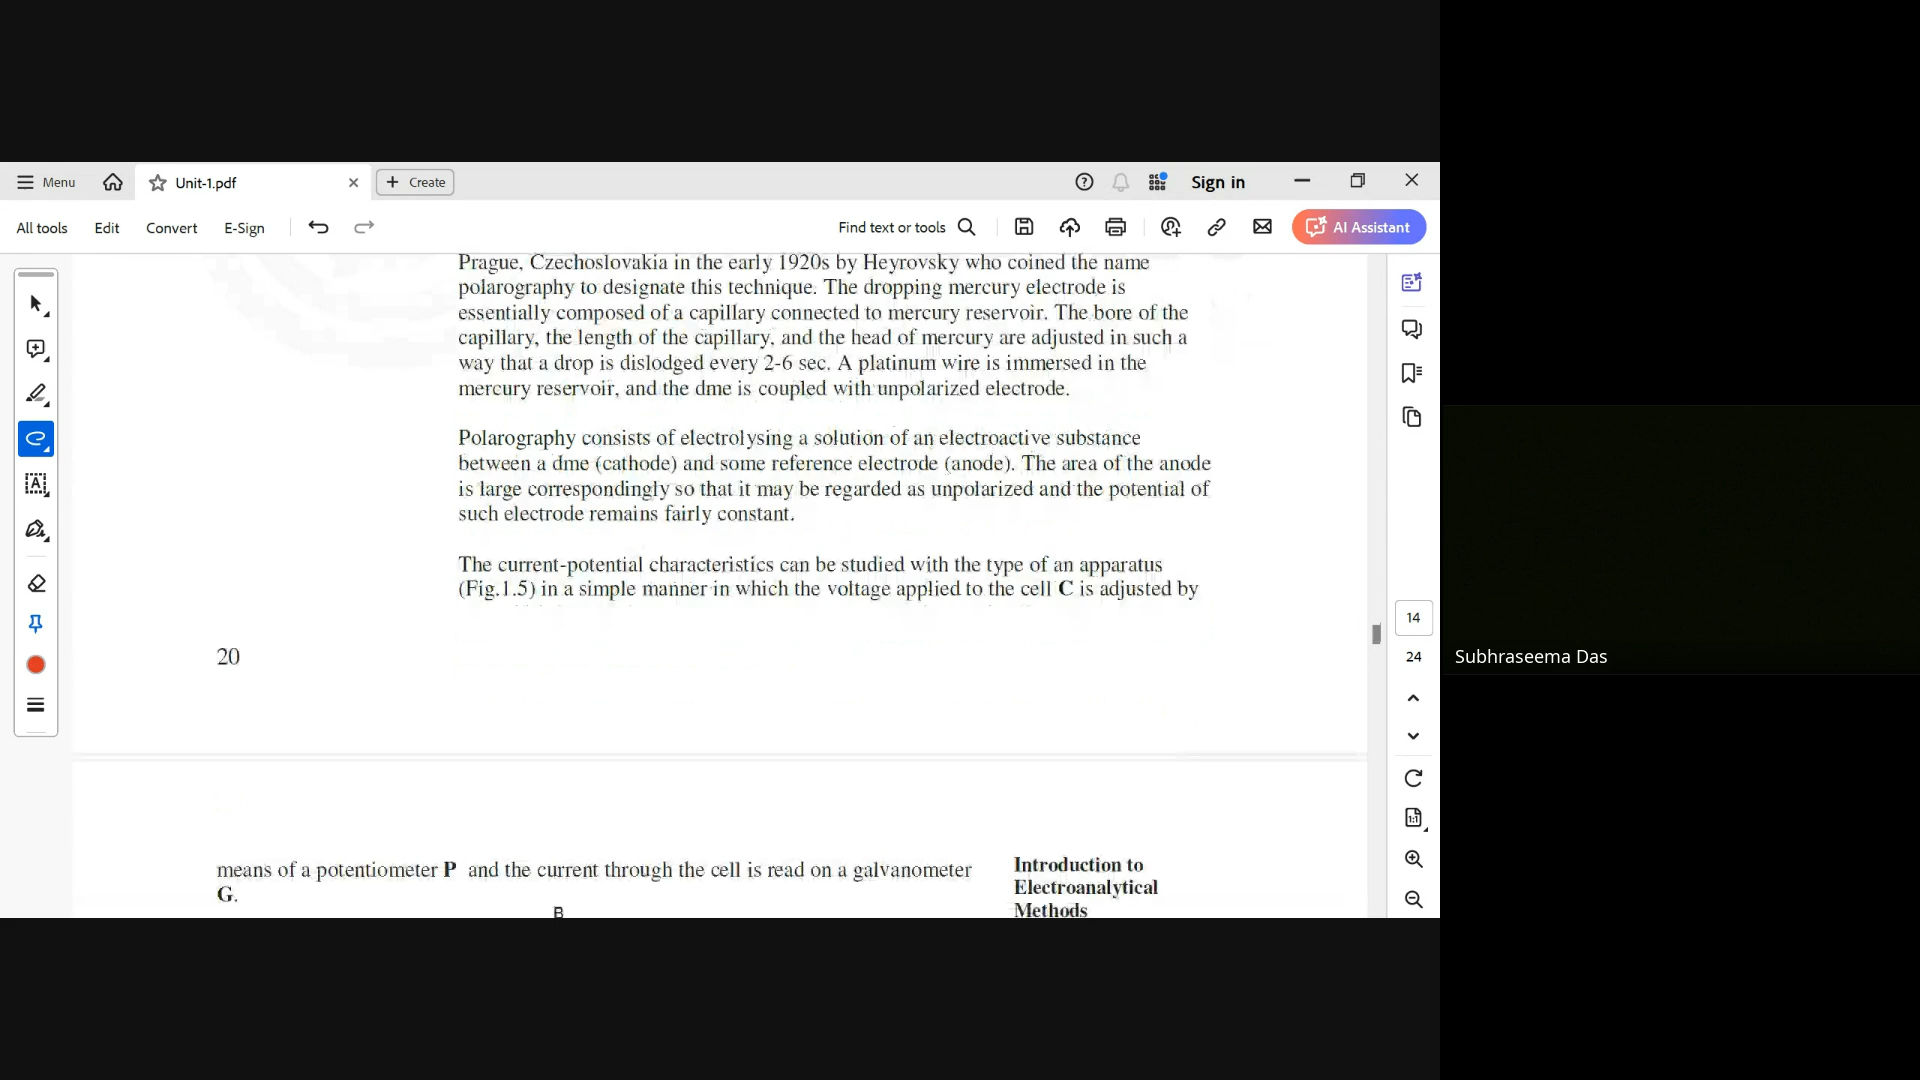 Menu
Unit-1.pdf
Create
Sign in
All tools
Edit
Convert
E-Sign
Find text or tools
AI Assistant
Prague, Czechoslovakia in the early 1920s by Heyrovsky who coined the name
polarography to designate this technique. The dropping mercury electrode is
essentially composed of a capillary connected to mercury reservoir. The bore of the
capillary, the length of the capillary, and the head of mercury are adjusted in such a
way that a drop is dislodged every 2-6 sec. A platinum wire is immersed in the
mercury reservoir, and the dme is coupled with unpolarized electrode.
Polarography consists of electrolysing a solution of an electroactive substance
between a dme (cathode) and some reference electrode (anode). The area of the anode
is large correspondingly so that it may be regarded as unpolarized and the potential of
such electrode remains fairly constant.
The current-potential characteristics can be studied with the type of an apparatus
(Fig.1.5) in a simple manner in which the voltage applied to the cell C is adjusted by
20
14
24
Subhraseema Das
means of a potentiometer P and the current through the cell is read on a galvanometer
G.
B
Introduction to
Electroanalytical
Methods